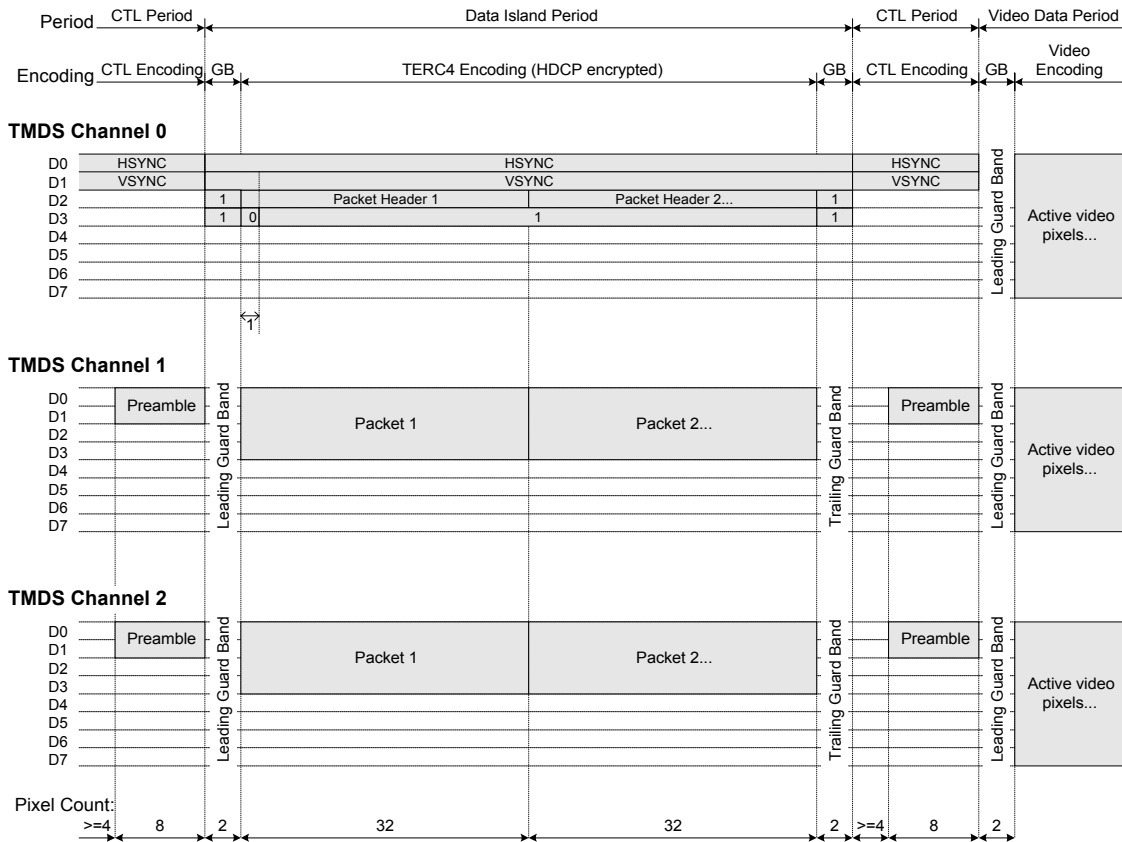 Period CTL Period Data Island Period CTL Period Video Data Period
Encoding CTL Encoding GB TERC4 Encoding (HDCP encrypted) GB CTL Encoding GB Video Encoding
TMDS Channel 0
D0 HSYNC HSYNC HSYNC
D1 VSYNC VSYNC VSYNC
D2 1 Packet Header 1 Packet Header 2... 1
D3 1 0 1 1
D4
D5
D6
D7
Leading Guard Band
Active video
pixels...
1
TMDS Channel 1
D0
D1
D2
D3
D4
D5
D6
D7
Preamble
Leading Guard Band
Packet 1
Packet 2...
Trailing Guard Band
Preamble
Leading Guard Band
Active video
pixels...
TMDS Channel 2
D0
D1
D2
D3
D4
D5
D6
D7
Preamble
Leading Guard Band
Packet 1
Packet 2...
Trailing Guard Band
Preamble
Leading Guard Band
Active video
pixels...
Pixel Count:
>=4 8 2 32 32 2 >=4 8 2